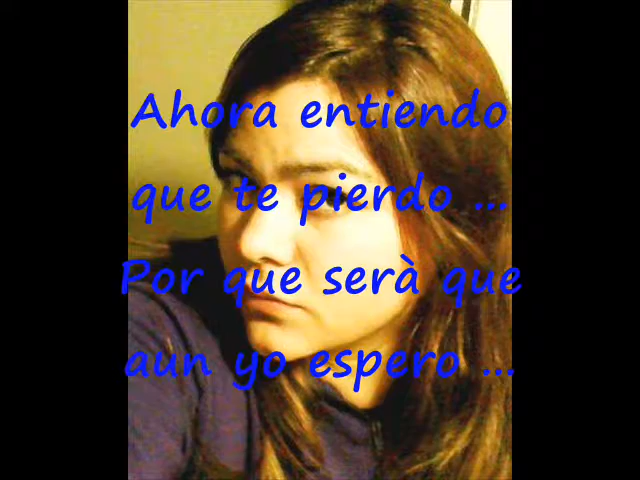 Ahora entiendo
que te pierdo ...
Por que serà que
aun yo espero ...